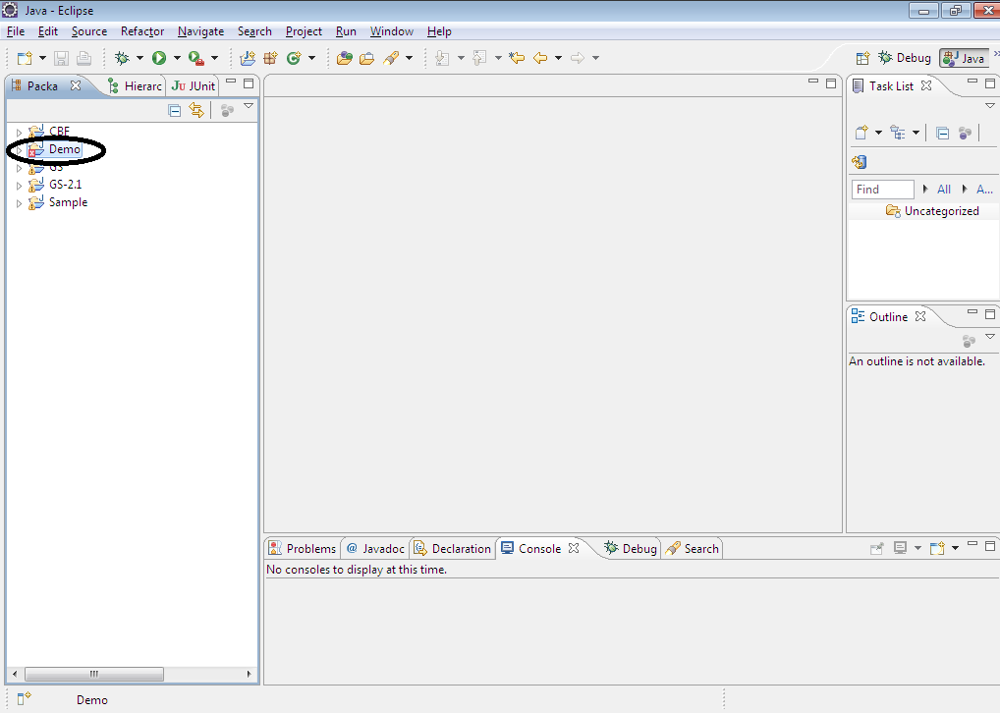 Java - Eclipse
File Edit Source Refactor Navigate Search Project Run Window Help
Debug Java
Packa Hierarc JU JUnit
Task List
CBF
Demo
GS
GS-2.1
Sample
Find All A...
Uncategorized
Outline
An outline is not available.
Problems @ Javadoc Declaration Console Debug Search
No consoles to display at this time.
Demo